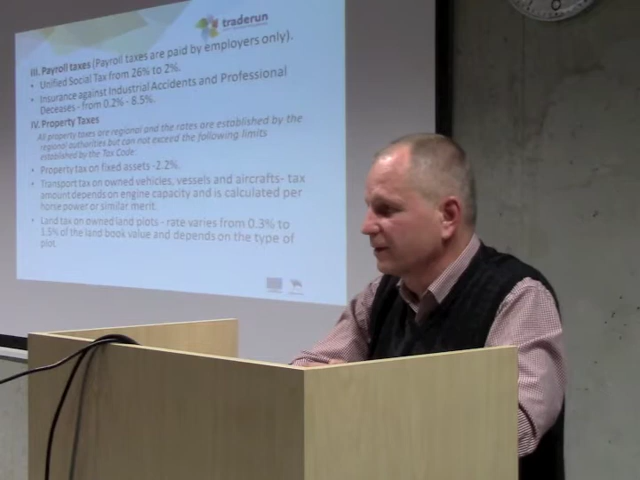 traderun
III. Payroll taxes (Payroll taxes are paid by employers only).
• Unified Social Tax from 26% to 2%.
• Insurance against Industrial Accidents and Professional
Deceases - from 0.2% - 8.5%.
IV. Property Taxes
All property taxes are regional and the rates are established by the
regional authorities but can not exceed the following limits
established by the Tax Code:
• Property tax on fixed assets -2.2%.
• Transport tax on owned vehicles, vessels and aircrafts- tax
amount depends on engine capacity and is calculated per
horse power or similar merit.
• Land tax on owned land plots - rate varies from 0.3% to
1.5% of the land book value and depends on the type of
plot.